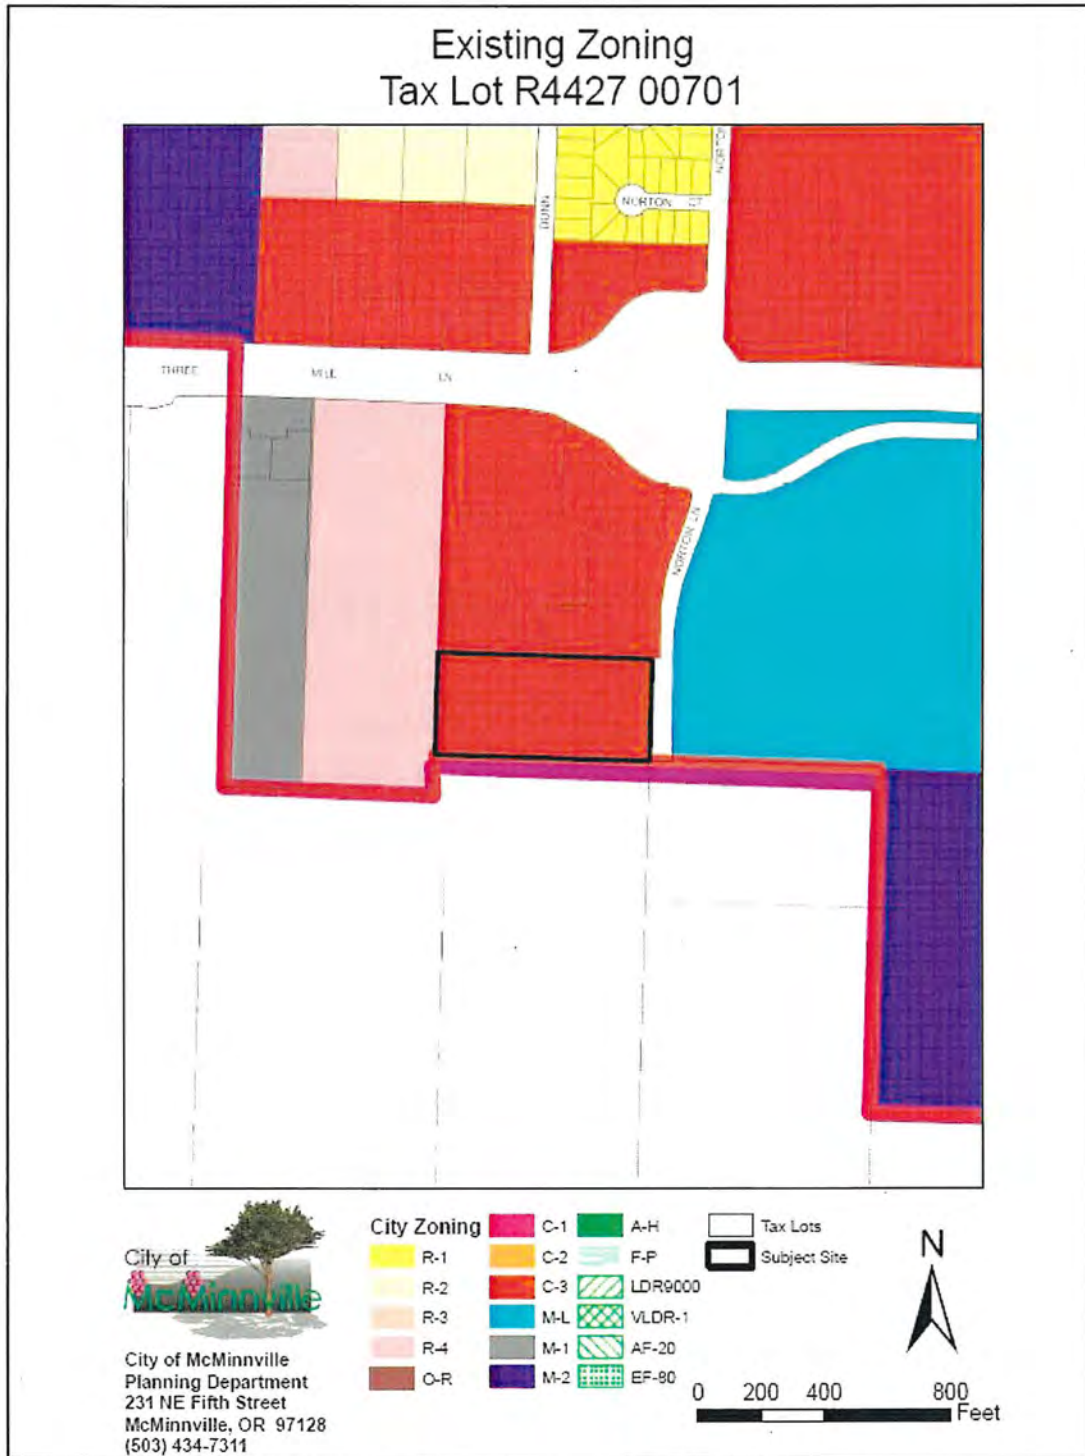 Existing Zoning
Tax Lot R4427 00701
NORTON
DUNN
NORTON CT
THREE MILE LN
NORTON LN
City of
McMinnville
City of McMinnville
Planning Department
231 NE Fifth Street
McMinnville, OR 97128
(503) 434-7311
City Zoning
R-1
R-2
R-3
R-4
O-R
C-1
C-2
C-3
M-L
M-1
M-2
A-H
F-P
LDR9000
VLDR-1
AF-20
EF-80
Tax Lots
Subject Site
N
0 200 400 800
Feet